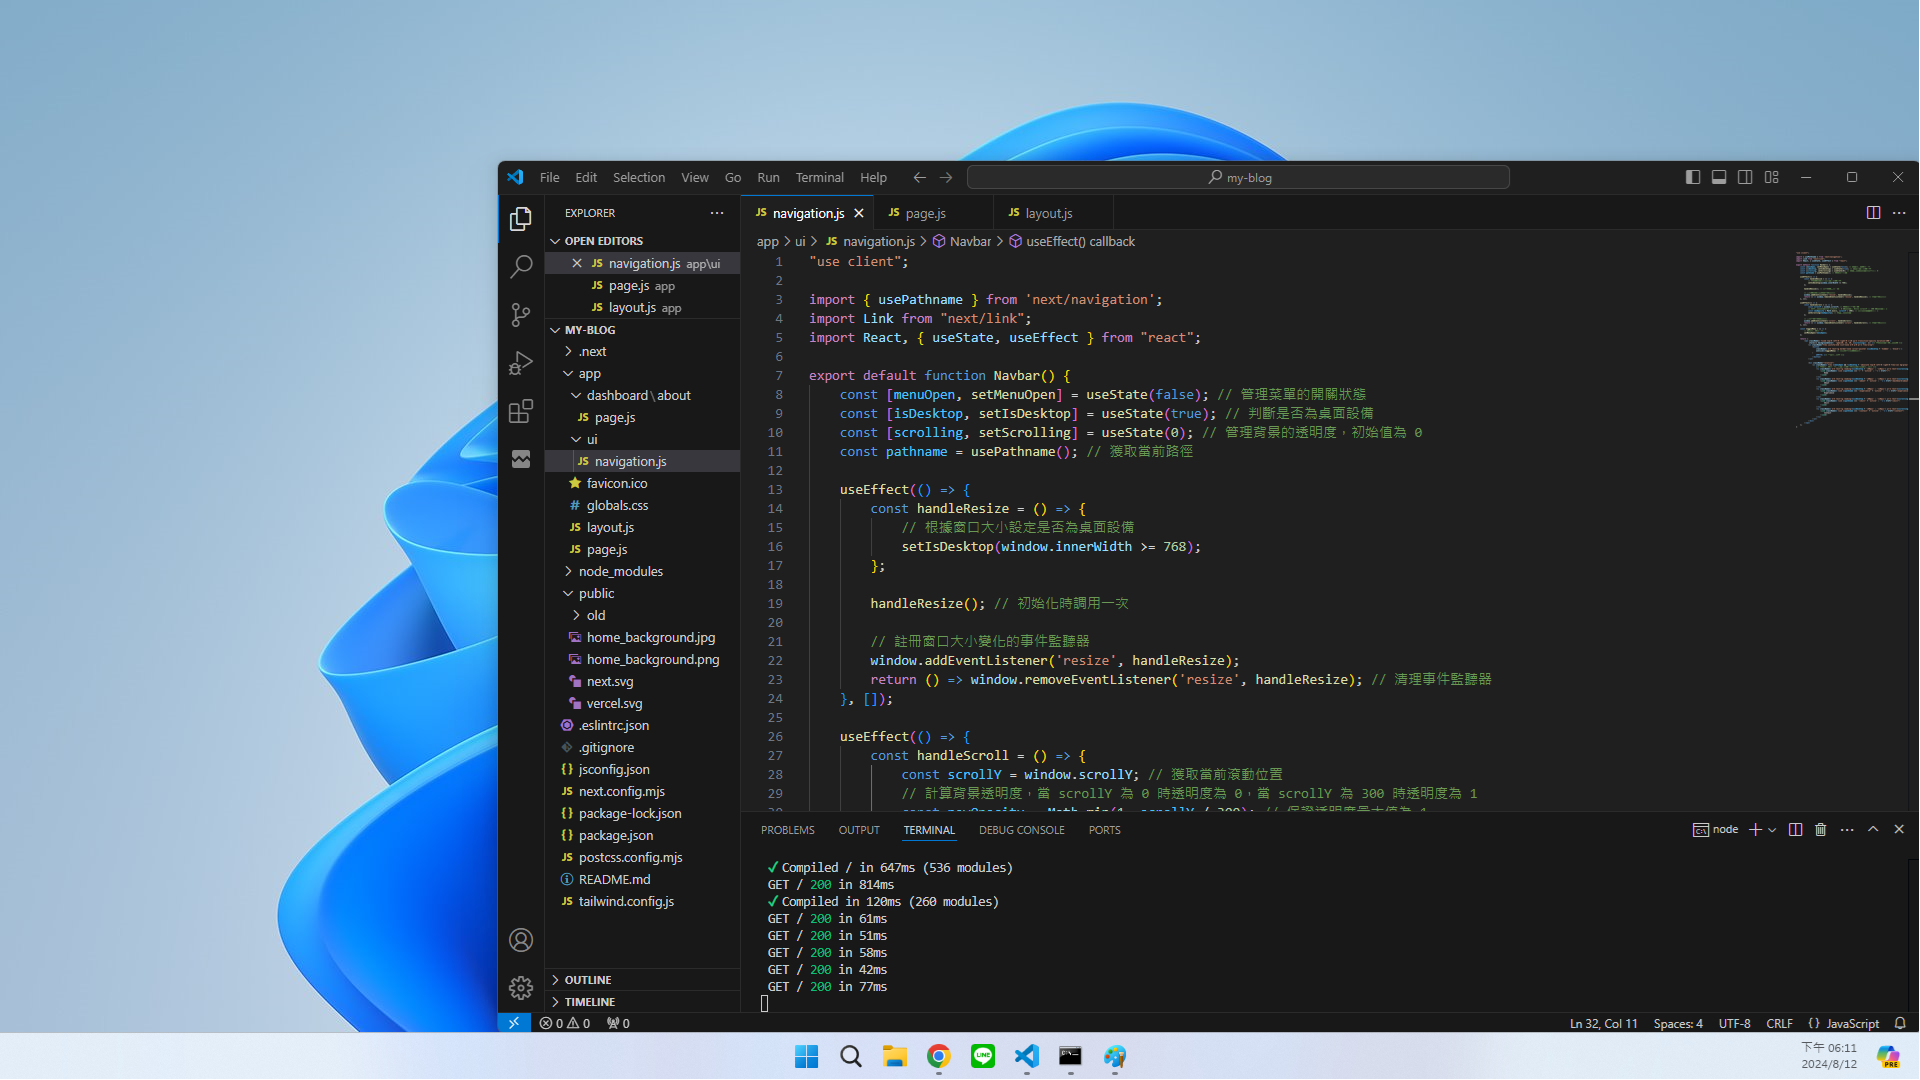 File Edit Selection View Go Run Terminal Help
my-blog
EXPLORER
OPEN EDITORS
navigation.js app\ui
page.js app
layout.js app
MY-BLOG
.next
app
dashboard\about
page.js
ui
navigation.js
favicon.ico
globals.css
layout.js
page.js
node_modules
public
old
home_background.jpg
home_background.png
next.svg
vercel.svg
.eslintrc.json
.gitignore
jsconfig.json
next.config.mjs
package-lock.json
package.json
postcss.config.mjs
README.md
tailwind.config.js
OUTLINE
TIMELINE
navigation.js page.js layout.js
app > ui > navigation.js > Navbar > useEffect() callback
1 "use client";
2
3 import { usePathname } from 'next/navigation';
4 import Link from "next/link";
5 import React, { useState, useEffect } from "react";
6
7 export default function Navbar() {
8 const [menuOpen, setMenuOpen] = useState(false); // 管理菜單的開關狀態
9 const [isDesktop, setIsDesktop] = useState(true); // 判斷是否為桌面設備
10 const [scrolling, setScrolling] = useState(0); // 管理背景的透明度，初始值為 0
11 const pathname = usePathname(); // 獲取當前路徑
12
13 useEffect(() => {
14 const handleResize = () => {
15 // 根據窗口大小設定是否為桌面設備
16 setIsDesktop(window.innerWidth >= 768);
17 };
18
19 handleResize(); // 初始化時調用一次
20
21 // 註冊窗口大小變化的事件監聽器
22 window.addEventListener('resize', handleResize);
23 return () => window.removeEventListener('resize', handleResize); // 清理事件監聽器
24 }, []);
25
26 useEffect(() => {
27 const handleScroll = () => {
28 const scrollY = window.scrollY; // 獲取當前滾動位置
29 // 計算背景透明度，當 scrollY 為 0 時透明度為 0，當 scrollY 為 300 時透明度為 1
PROBLEMS OUTPUT TERMINAL DEBUG CONSOLE PORTS
node
✓ Compiled / in 647ms (536 modules)
GET / 200 in 814ms
✓ Compiled in 120ms (260 modules)
GET / 200 in 61ms
GET / 200 in 51ms
GET / 200 in 58ms
GET / 200 in 42ms
GET / 200 in 77ms
0 0 0
Ln 32, Col 11 Spaces: 4 UTF-8 CRLF { } JavaScript
LINE
PRE
下午 06:11
2024/8/12